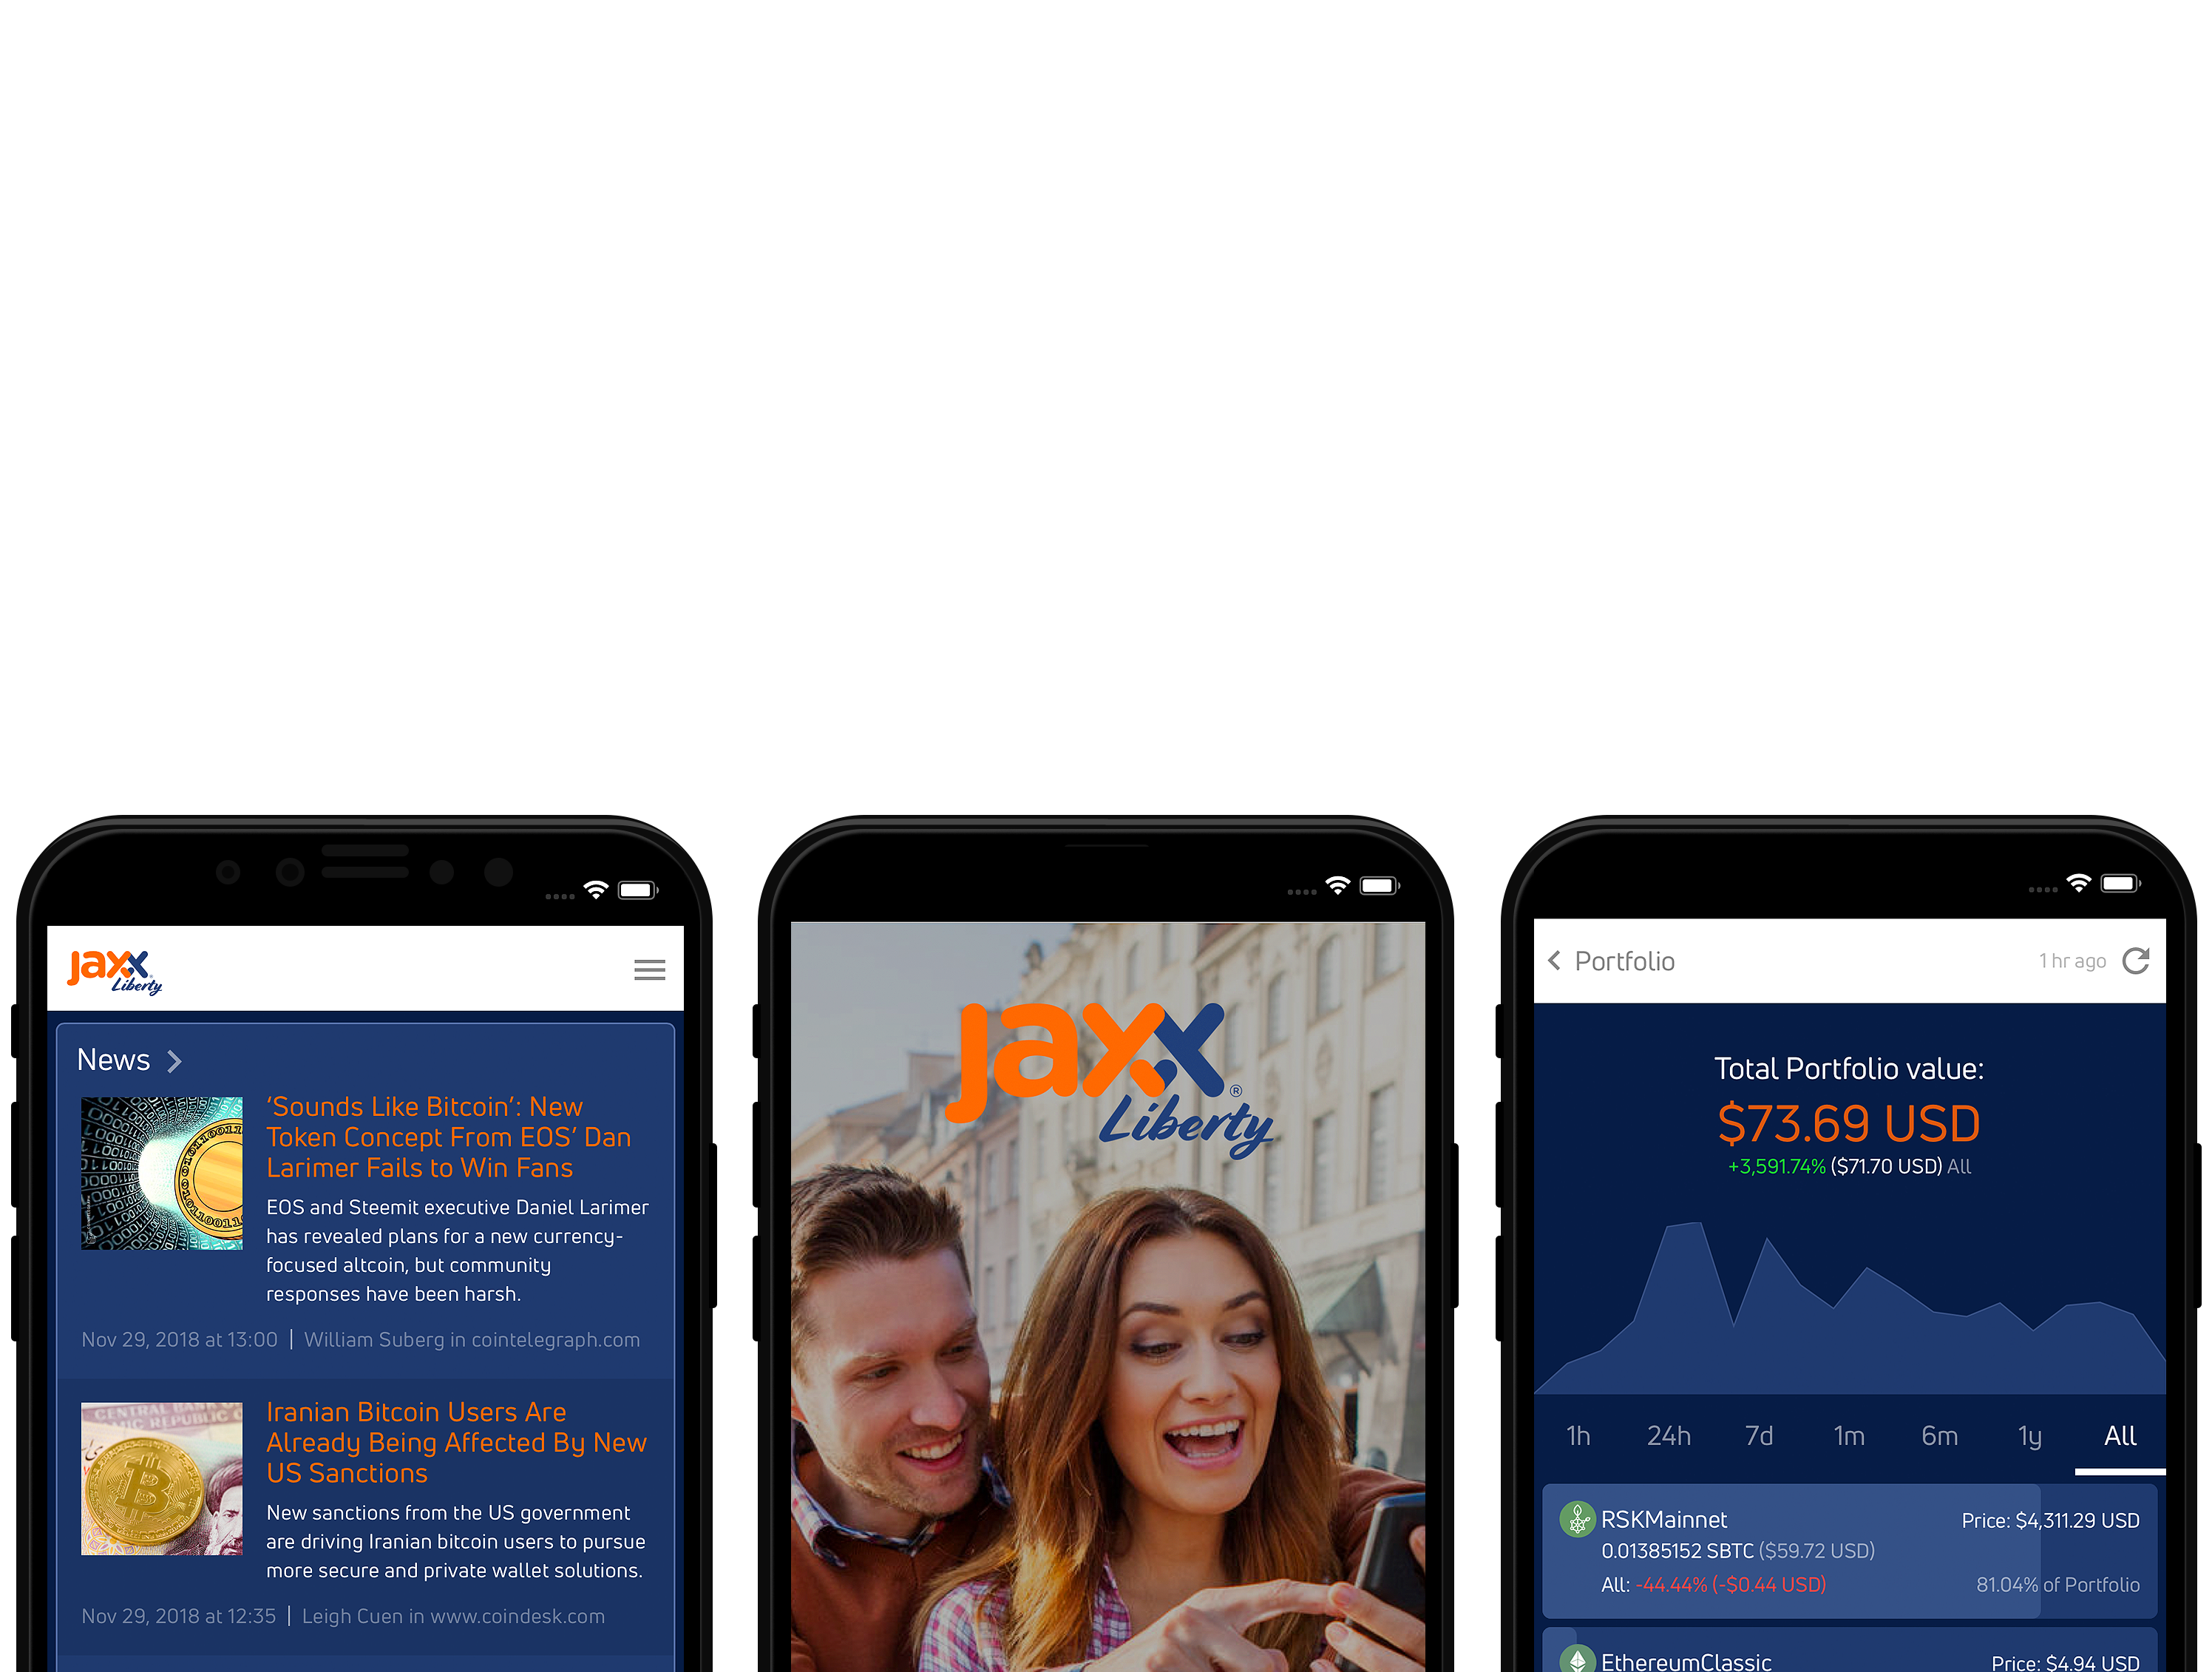 jaxx
Liberty
News
‘Sounds Like Bitcoin’: New
Token Concept From EOS’ Dan
Larimer Fails to Win Fans
EOS and Steemit executive Daniel Larimer
has revealed plans for a new currency-
focused altcoin, but community
responses have been harsh.
Nov 29, 2018 at 13:00 | William Suberg in cointelegraph.com
CENTRAL
Iranian Bitcoin Users Are
Already Being Affected By New
US Sanctions
New sanctions from the US government
are driving Iranian bitcoin users to pursue
more secure and private wallet solutions.
Nov 29, 2018 at 12:35 | Leigh Cuen in www.coindesk.com
jaxx
Liberty®
Portfolio
1 hr ago
Total Portfolio value:
$73.69 USD
+3,591.74% ($71.70 USD) All
1h 24h 7d 1m 6m 1y All
RSKMainnet Price: $4,311.29 USD
0.01385152 SBTC ($59.72 USD)
All: -44.44% (-$0.44 USD) 81.04% of Portfolio
EthereumClassic Price: $4.94 USD